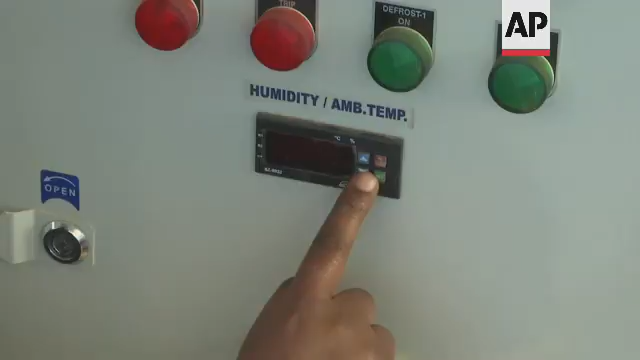 TRIP
DEFROST-1
ON
AP
HUMIDITY / AMB.TEMP.
°C
%
OPEN